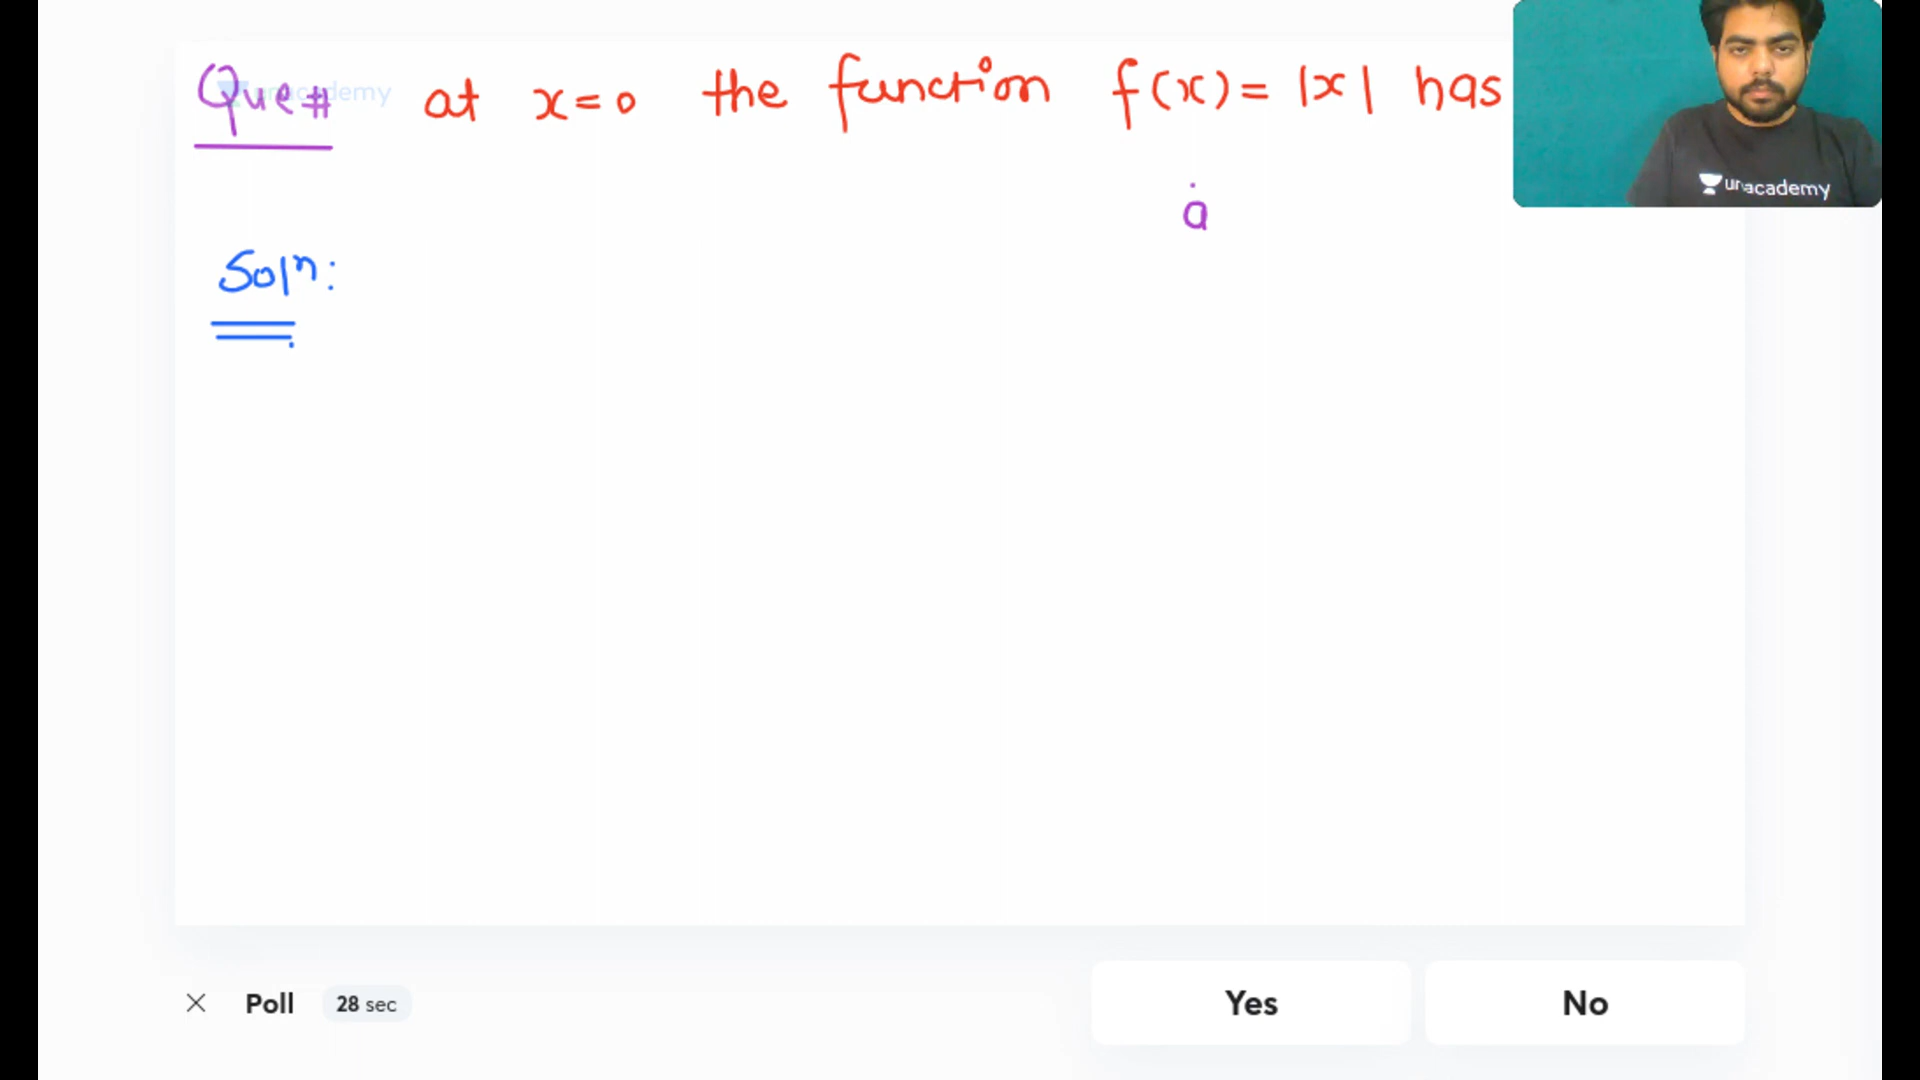 Que# at x=0 the function f(x)= |x| has
a
Soln:
unacademy
Poll 28 sec Yes No